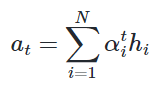 a_t = \sum_{i=1}^{N} \alpha_i^t h_i